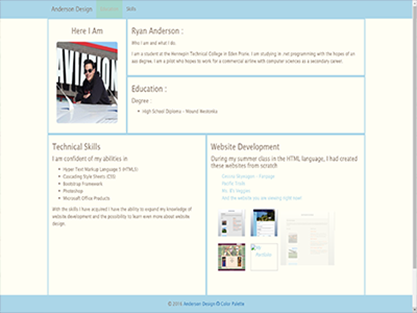 Anderson Design
Skills
Here I Am
AVIATION
Ryan Anderson :
Who I am and what I do:
I am a student at the Hennepin Technical College in Eden Prairie. I am studying in .net programming with the hopes of an
aas degree. I am a pilot who hopes to work for a commercial airline with computer sciences as a secondary career.
Education :
Degree :
High School Diploma - Mound Westonka
Technical Skills
I am confident of my abilities in
Hyper Text Markup Language 5 (HTML5)
Cascading Style Sheets (CSS)
Bootstrap Framework
Photoshop
Microsoft Office Products
With the skills I have acquired I have the ability to expand my knowledge of
website development and the possibility to learn even more about website
design.
Website Development
During my summer class in the HTML language, I had created
these websites from scratch
And the website you are viewing right now!
© 2015 Anderson Design © Color Palette